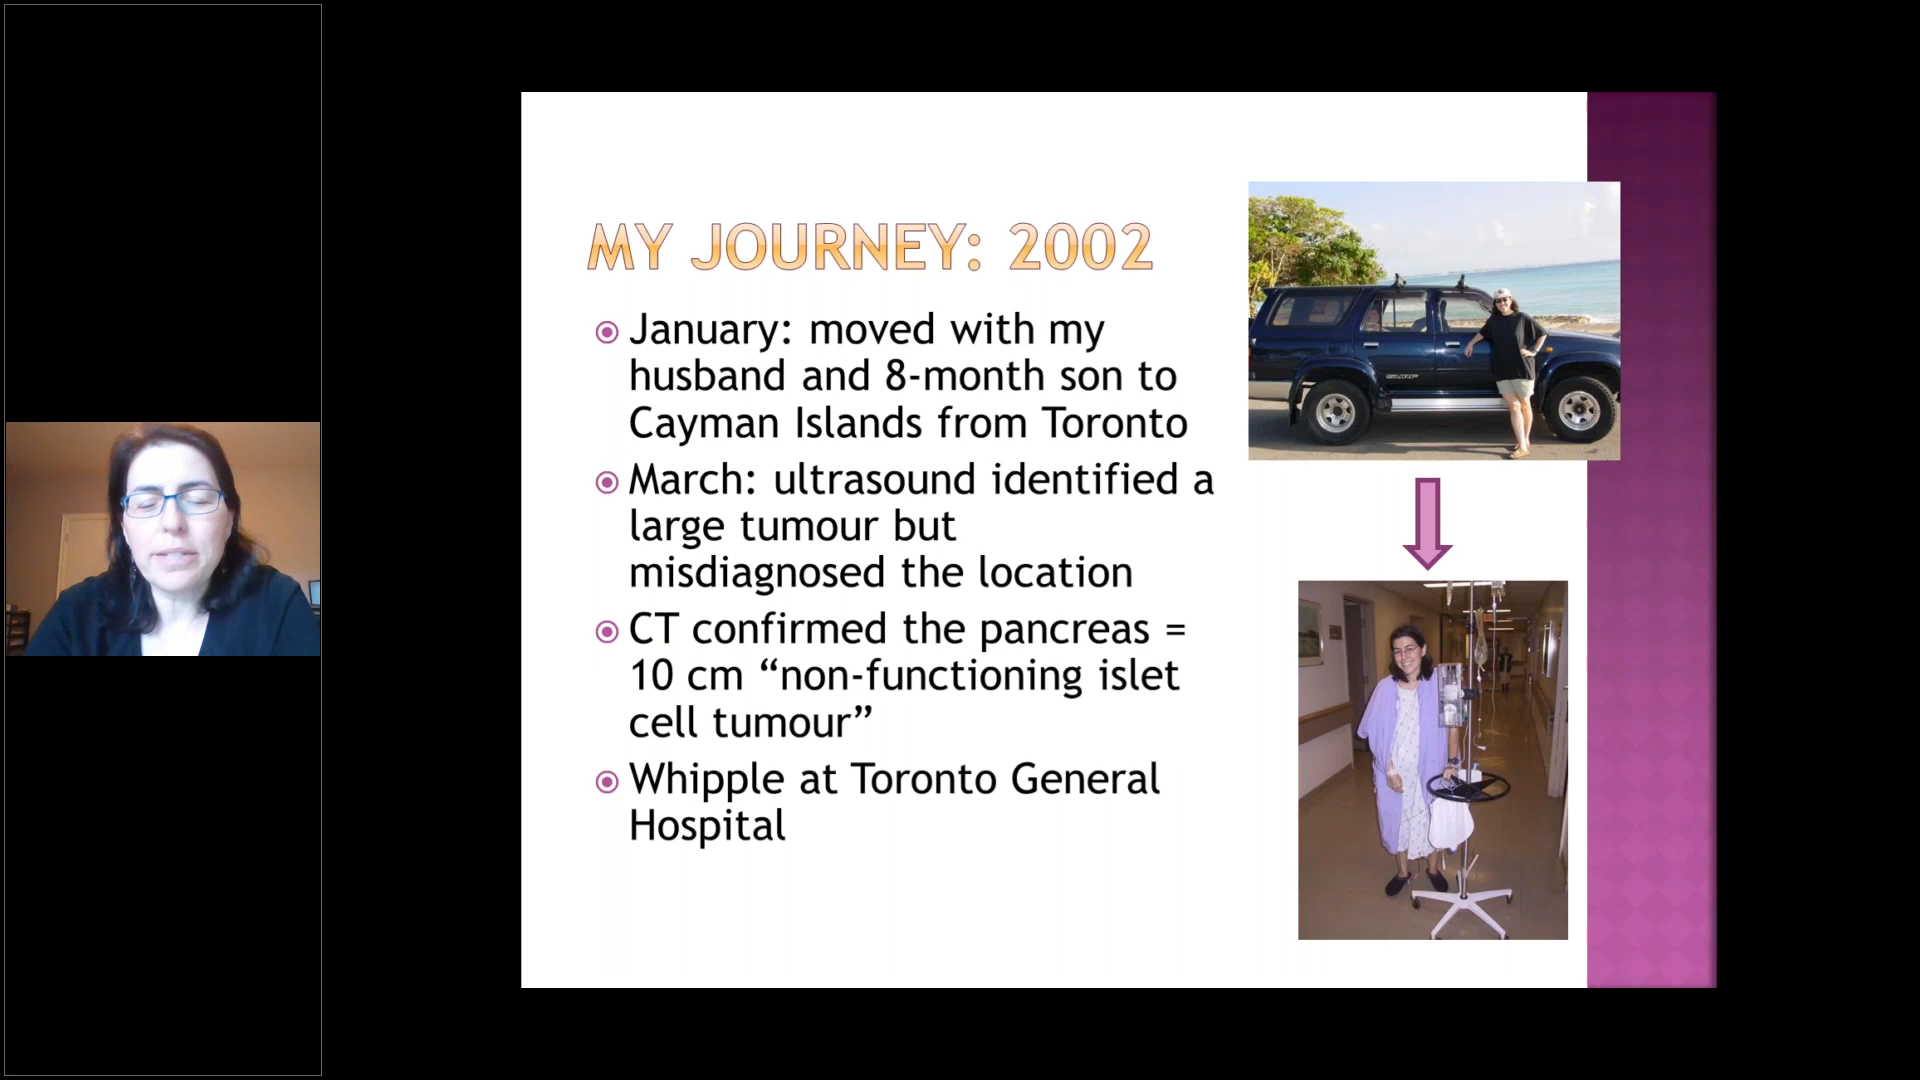 MY JOURNEY: 2002
January: moved with my
husband and 8-month son to
Cayman Islands from Toronto
March: ultrasound identified a
large tumour but
misdiagnosed the location
CT confirmed the pancreas =
10 cm “non-functioning islet
cell tumour”
Whipple at Toronto General
Hospital
SURF